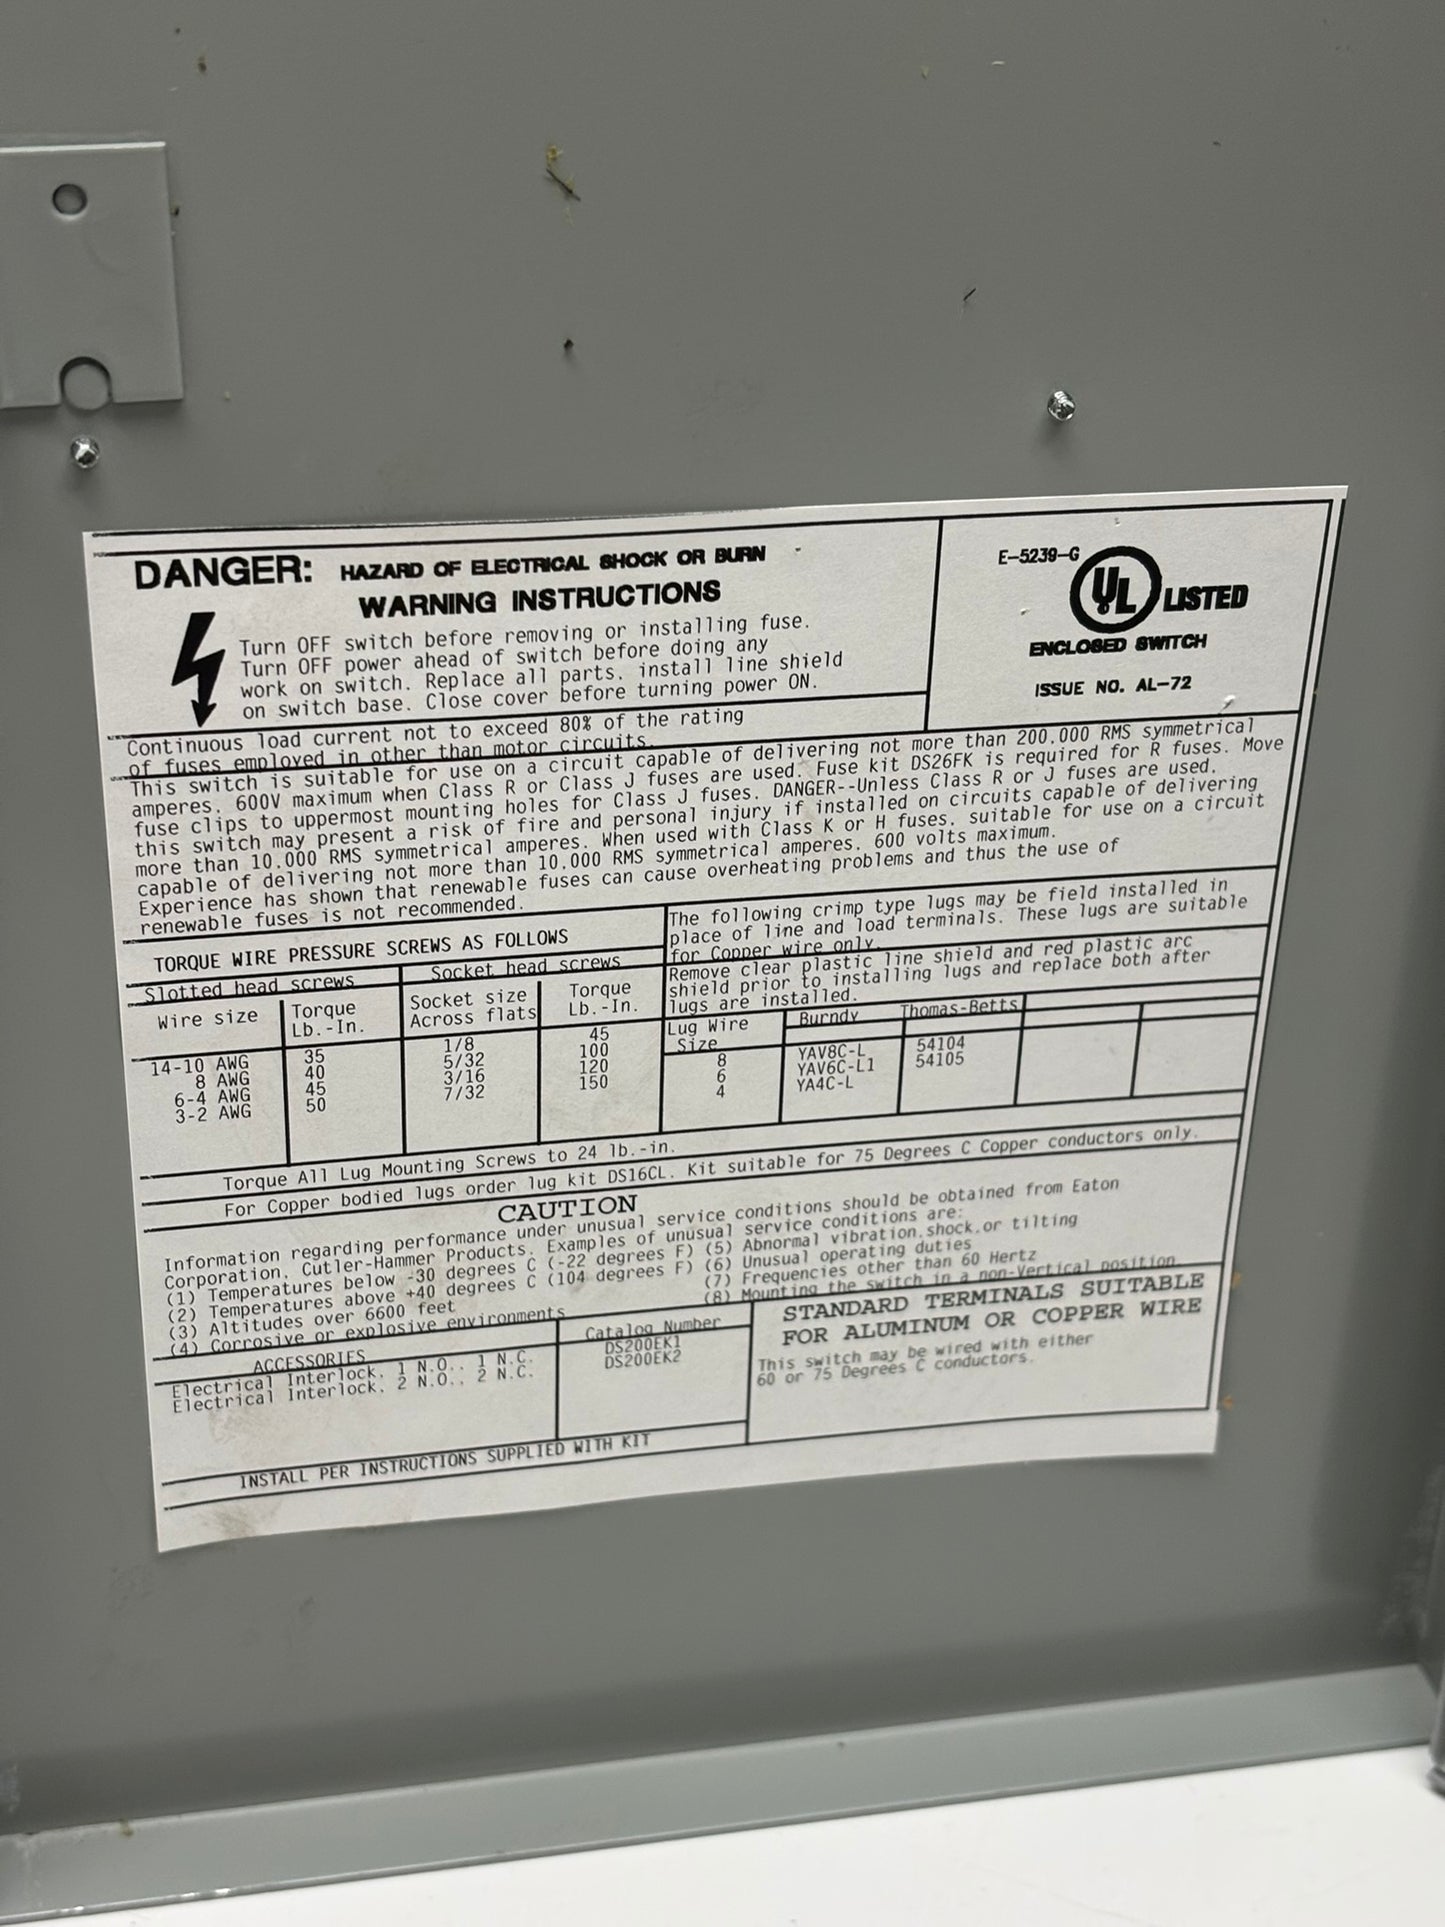 DANGER: HAZARD OF ELECTRICAL SHOCK OR BURN
WARNING INSTRUCTIONS
Turn OFF switch before removing or installing fuse.
Turn OFF power ahead of switch before doing any
work on switch. Replace all parts. install line shield
on switch base. Close cover before turning power ON.
E-5239-G
UL LISTED
ENCLOSED SWITCH
ISSUE NO. AL-72
Continuous load current not to exceed 80% of the rating
of fuses employed in other than motor circuits.
This switch is suitable for use on a circuit capable of delivering not more than 200.000 RMS symmetrical
amperes. 600V maximum when Class R or Class J fuses are used. Fuse kit DS26FK is required for R fuses. Move
fuse clips to uppermost mounting holes for Class J fuses. DANGER--Unless Class R or J fuses are used.
this switch may present a risk of fire and personal injury if installed on circuits capable of delivering
more than 10.000 RMS symmetrical amperes. When used with Class K or H fuses. suitable for use on a circuit
capable of delivering not more than 10.000 RMS symmetrical amperes. 600 volts maximum.
Experience has shown that renewable fuses can cause overheating problems and thus the use of
renewable fuses is not recommended.
TORQUE WIRE PRESSURE SCREWS AS FOLLOWS
Slotted head screws
Socket head screws
Wire size
Torque
Lb.-In.
Socket size
Across flats
Torque
Lb.-In.
14-10 AWG 35 1/8 45
8 AWG 40 5/32 100
6-4 AWG 45 3/16 120
3-2 AWG 50 7/32 150
The following crimp type lugs may be field installed in
place of line and load terminals. These lugs are suitable
for Copper wire only.
Remove clear plastic line shield and red plastic arc
shield prior to installing lugs and replace both after
lugs are installed.
Lug Wire
Size
Burndy
Thomas-Betts
8 YAV8C-L 54104
6 YAV6C-L1 54105
4 YA4C-L
Torque All Lug Mounting Screws to 24 lb.-in.
For Copper bodied lugs order lug kit DS16CL. Kit suitable for 75 Degrees C Copper conductors only.
CAUTION
Information regarding performance under unusual service conditions should be obtained from Eaton
Corporation, Cutler-Hammer Products. Examples of unusual service conditions are:
(1) Temperatures below -30 degrees C (-22 degrees F)
(2) Temperatures above +40 degrees C (104 degrees F)
(3) Altitudes over 6600 feet
(4) Corrosive or explosive environments
(5) Abnormal vibration.shock.or tilting
(6) Unusual operating duties
(7) Frequencies other than 60 Hertz
(8) Mounting the switch in a non-Vertical position.
ACCESSORIES
Catalog Number
Electrical Interlock. 1 N.O.. 1 N.C. DS200EK1
Electrical Interlock. 2 N.O.. 2 N.C. DS200EK2
STANDARD TERMINALS SUITABLE
FOR ALUMINUM OR COPPER WIRE
This switch may be wired with either
60 or 75 Degrees C conductors.
INSTALL PER INSTRUCTIONS SUPPLIED WITH KIT